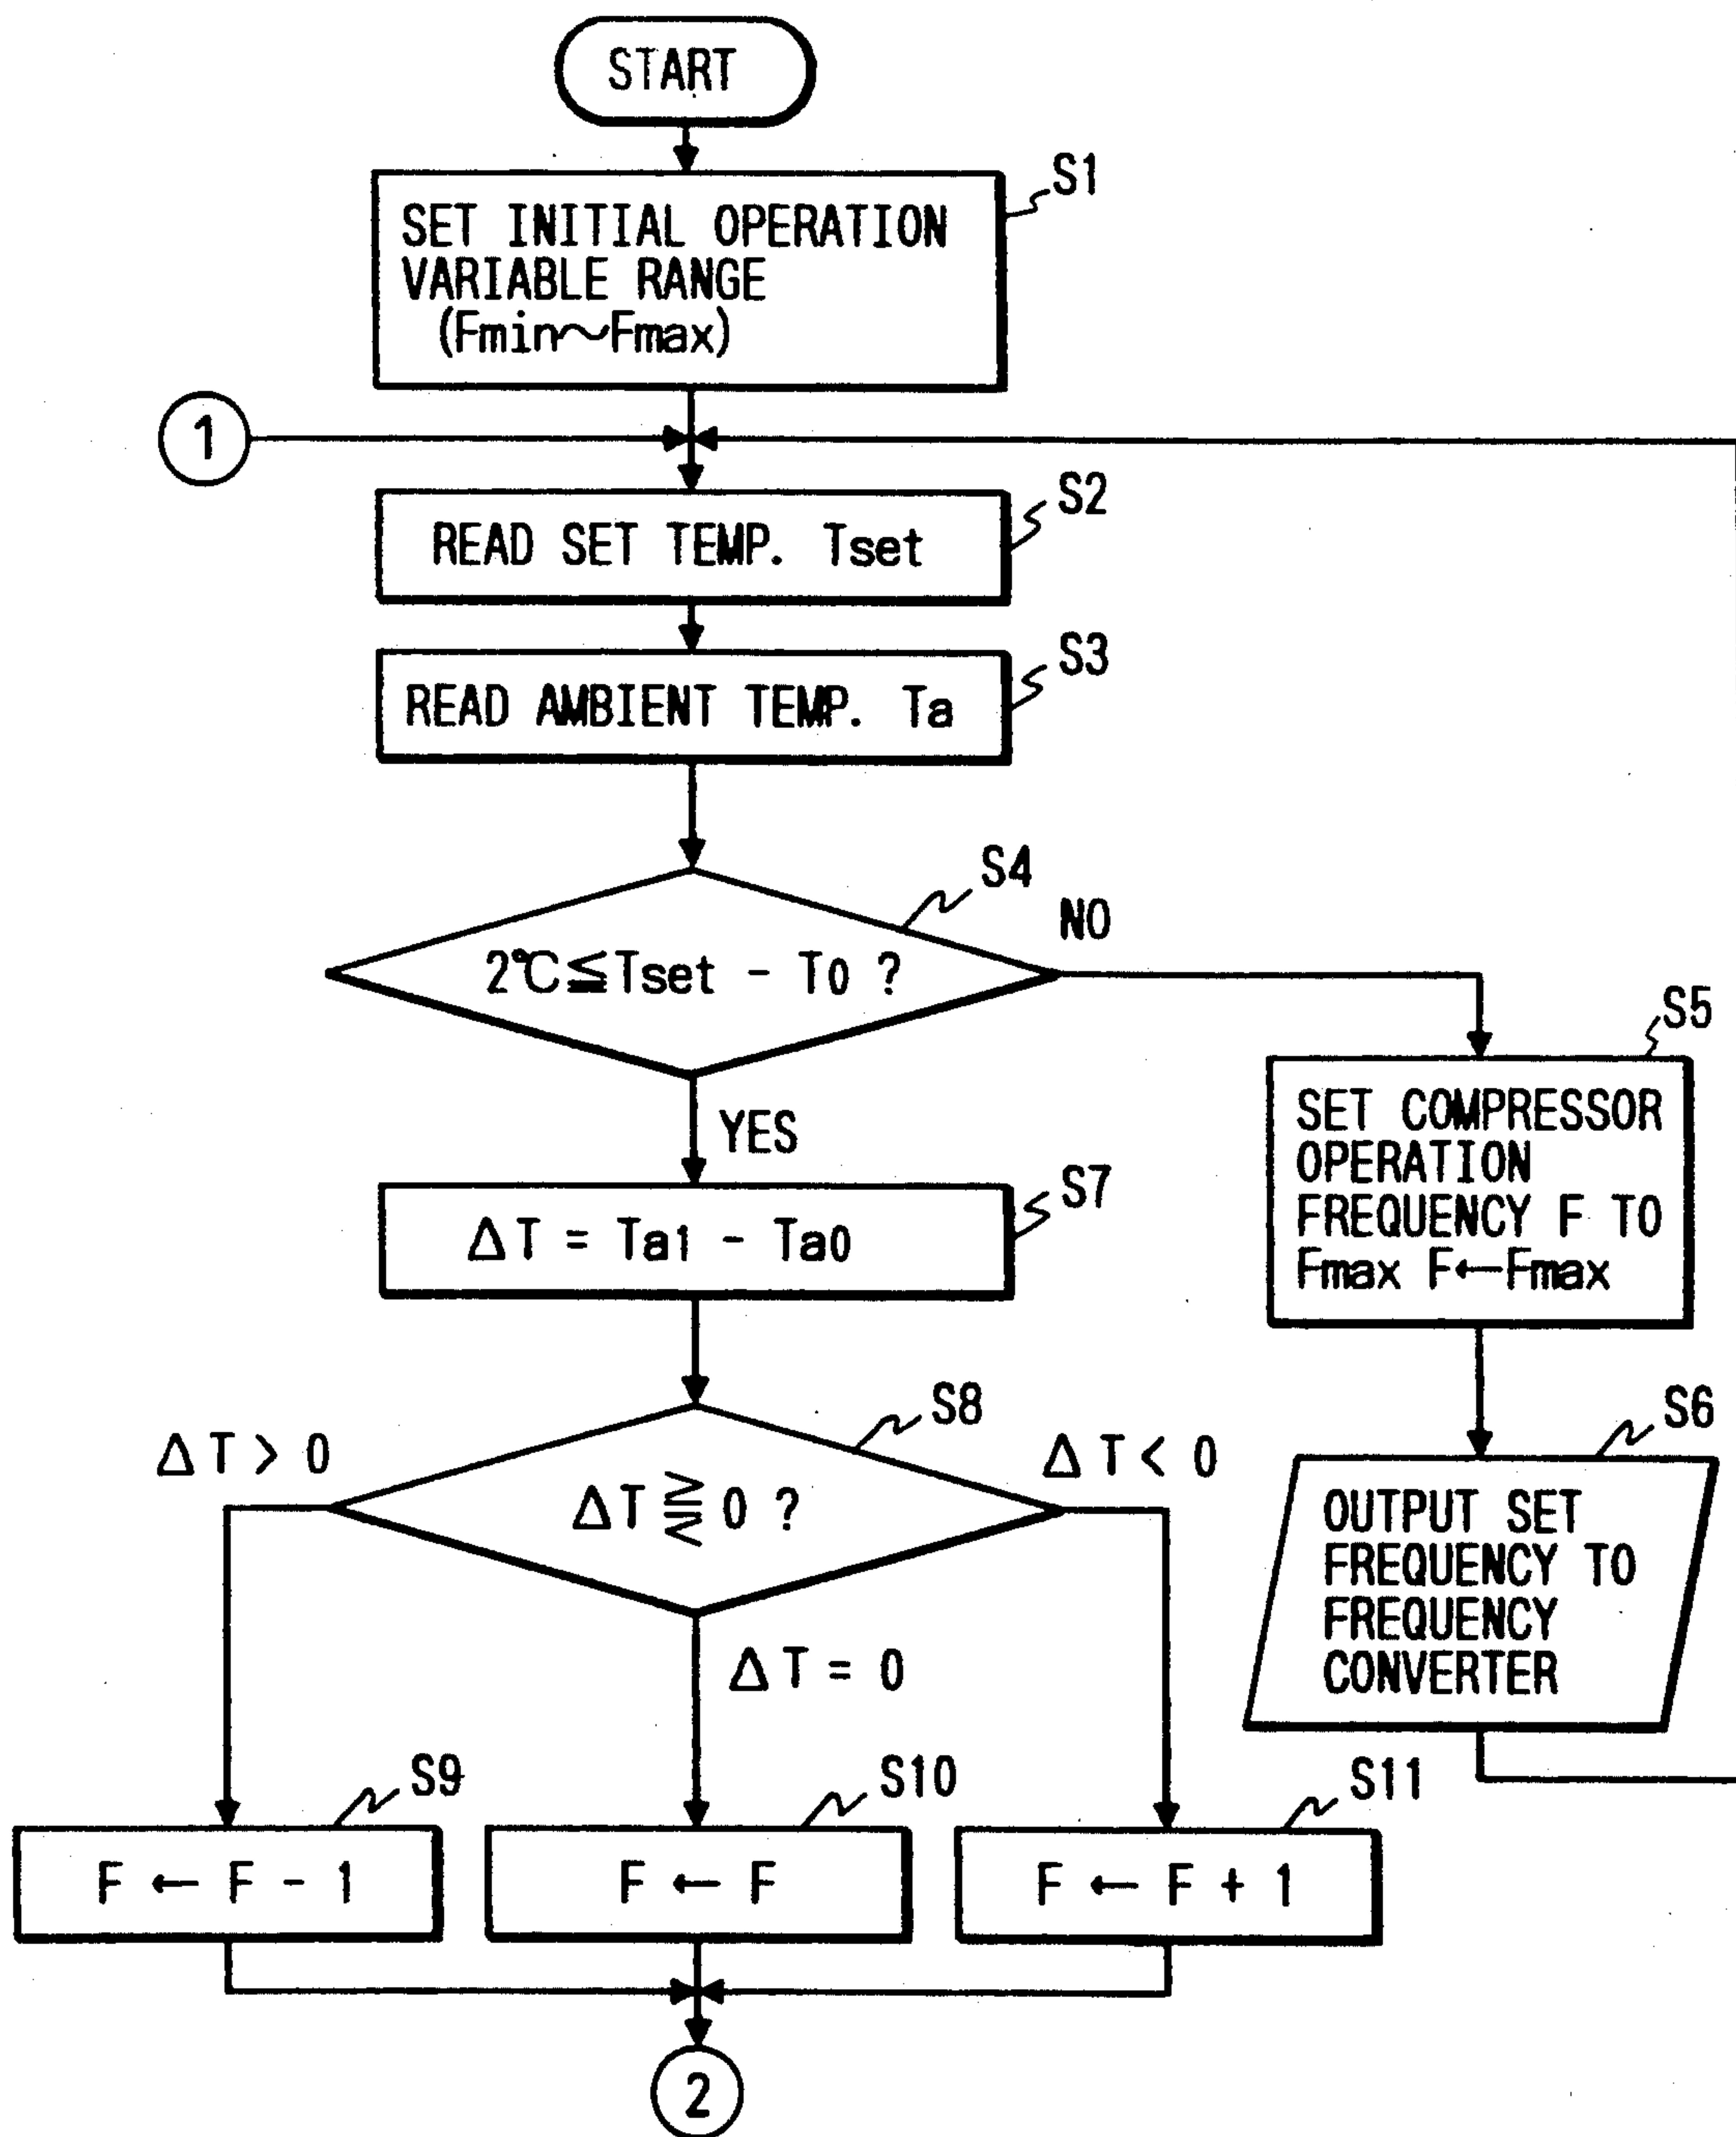 START
S1
SET INITIAL OPERATION
VARIABLE RANGE
(Fmin~Fmax)
1
S2
READ SET TEMP. Tset
S3
READ AMBIENT TEMP. Ta
S4
NO
2℃≦Tset - T0 ?
S5
SET COMPRESSOR
OPERATION
FREQUENCY F TO
Fmax F←Fmax
YES
S7
ΔT = Ta1 - Ta0
S8
S6
ΔT > 0
ΔT < 0
ΔT ⪌ 0 ?
OUTPUT SET
FREQUENCY TO
FREQUENCY
CONVERTER
ΔT = 0
S9
S10
S11
F ← F - 1
F ← F
F ← F + 1
2